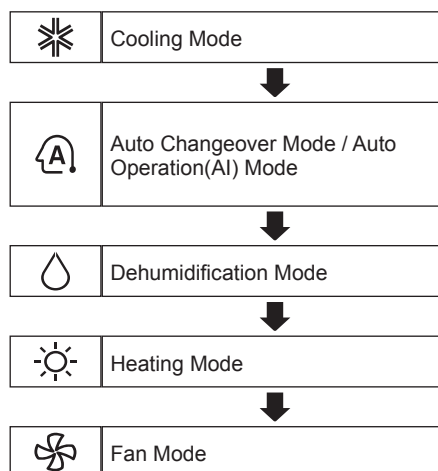 Cooling Mode
A
Auto Changeover Mode / Auto
Operation(AI) Mode
Dehumidification Mode
Heating Mode
Fan Mode